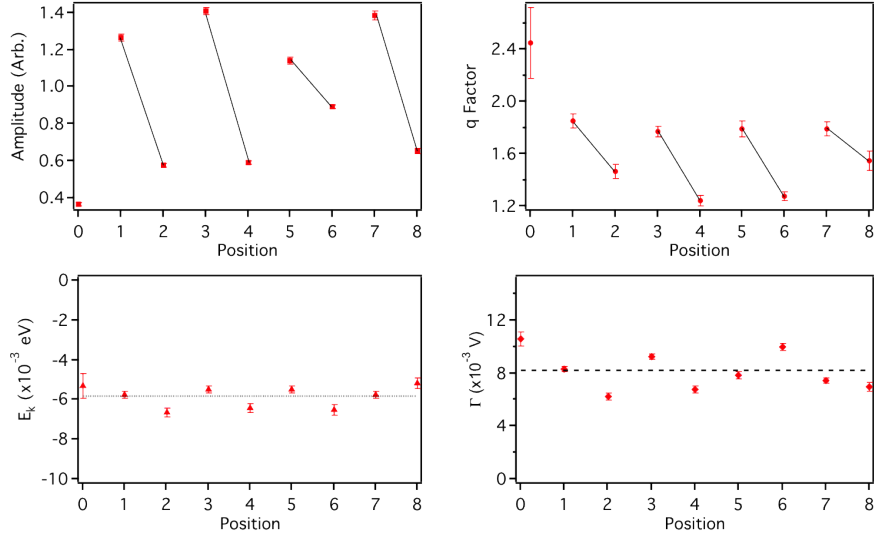 Amplitude (Arb.)
1.4
1.2
1.0
0.8
0.6
0.4
0 1 2 3 4 5 6 7 8
Position
q Factor
2.4
2.0
1.6
1.2
0 1 2 3 4 5 6 7 8
Position
E_k (x10^-3 eV)
0
-2
-4
-6
-8
-10
0 1 2 3 4 5 6 7 8
Position
Γ (x10^-3 V)
12
8
4
0
0 1 2 3 4 5 6 7 8
Position